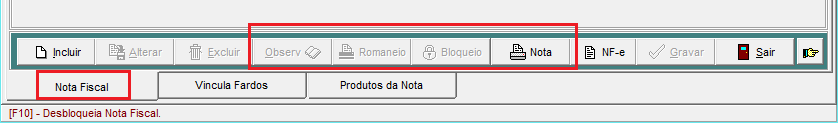 Incluir Alterar Excluir Observ Romaneio Bloqueio Nota NF-e Gravar Sair
Nota Fiscal Vincula Fardos Produtos da Nota
[F10] - Desbloqueia Nota Fiscal.